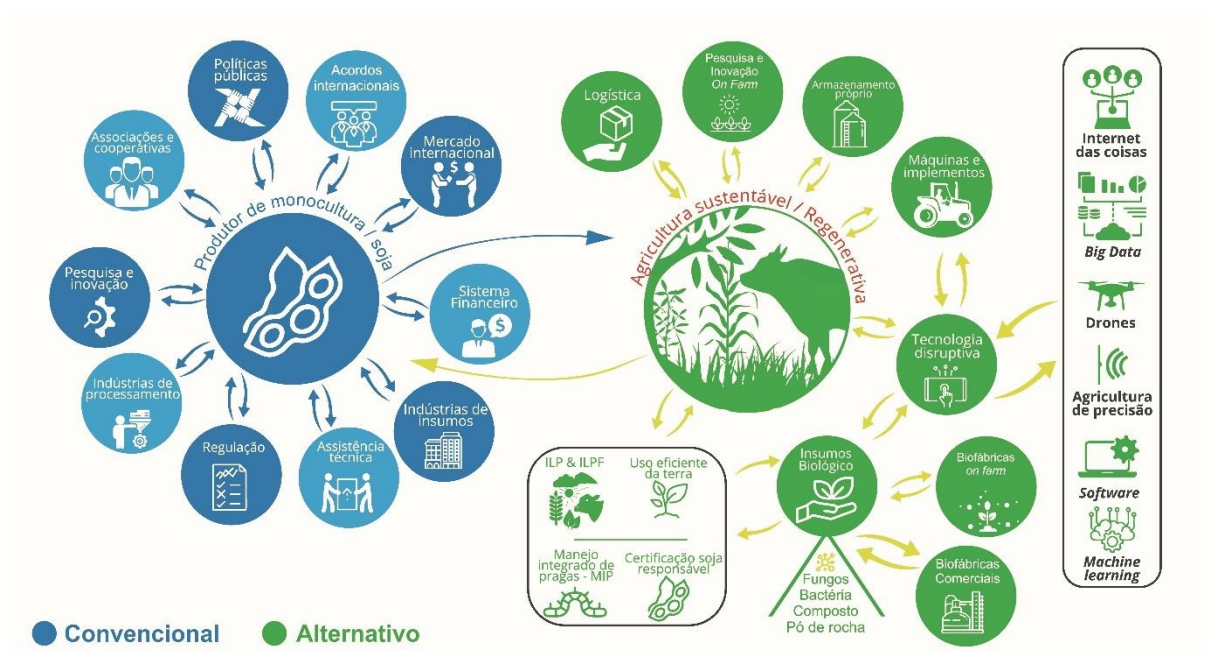 Políticas
públicas
Acordos
internacionais
Mercado
internacional
Associações e
cooperativas
Produtor de monocultura / soja
Pesquisa e
inovação
Sistema
Financeiro
Indústrias de
processamento
Indústrias de
insumos
Regulação
Assistência
técnica
Logística
Pesquisa e
Inovação
On Farm
Armazenamento
próprio
Máquinas e
implementos
Agricultura sustentável / Regenerativa
Tecnologia
disruptiva
ILP & ILPF
Uso eficiente
da terra
Manejo
integrado de
pragas - MIP
Certificação soja
responsável
Insumos
Biológico
Biofábricas
on farm
Fungos
Bactéria
Composto
Pó de rocha
Biofábricas
Comerciais
Internet
das coisas
Big Data
Drones
Agricultura
de precisão
Software
Machine
learning
Convencional
Alternativo